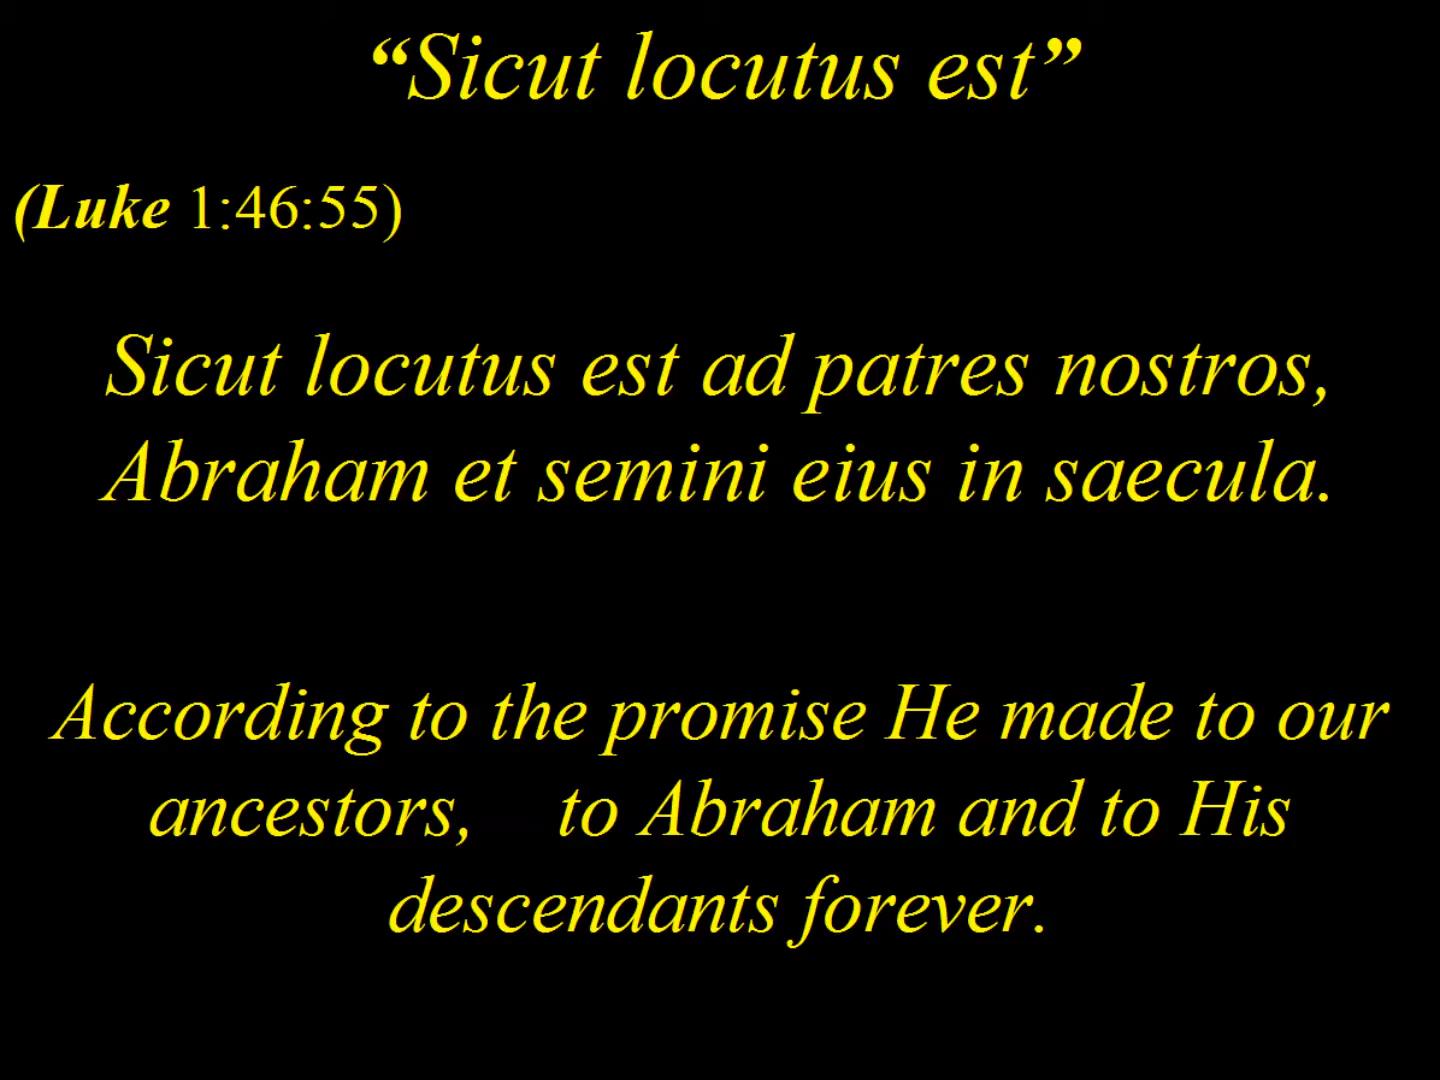 “Sicut locutus est”
(Luke 1:46:55)
Sicut locutus est ad patres nostros,
Abraham et semini eius in saecula.
According to the promise He made to our
ancestors, to Abraham and to His
descendants forever.